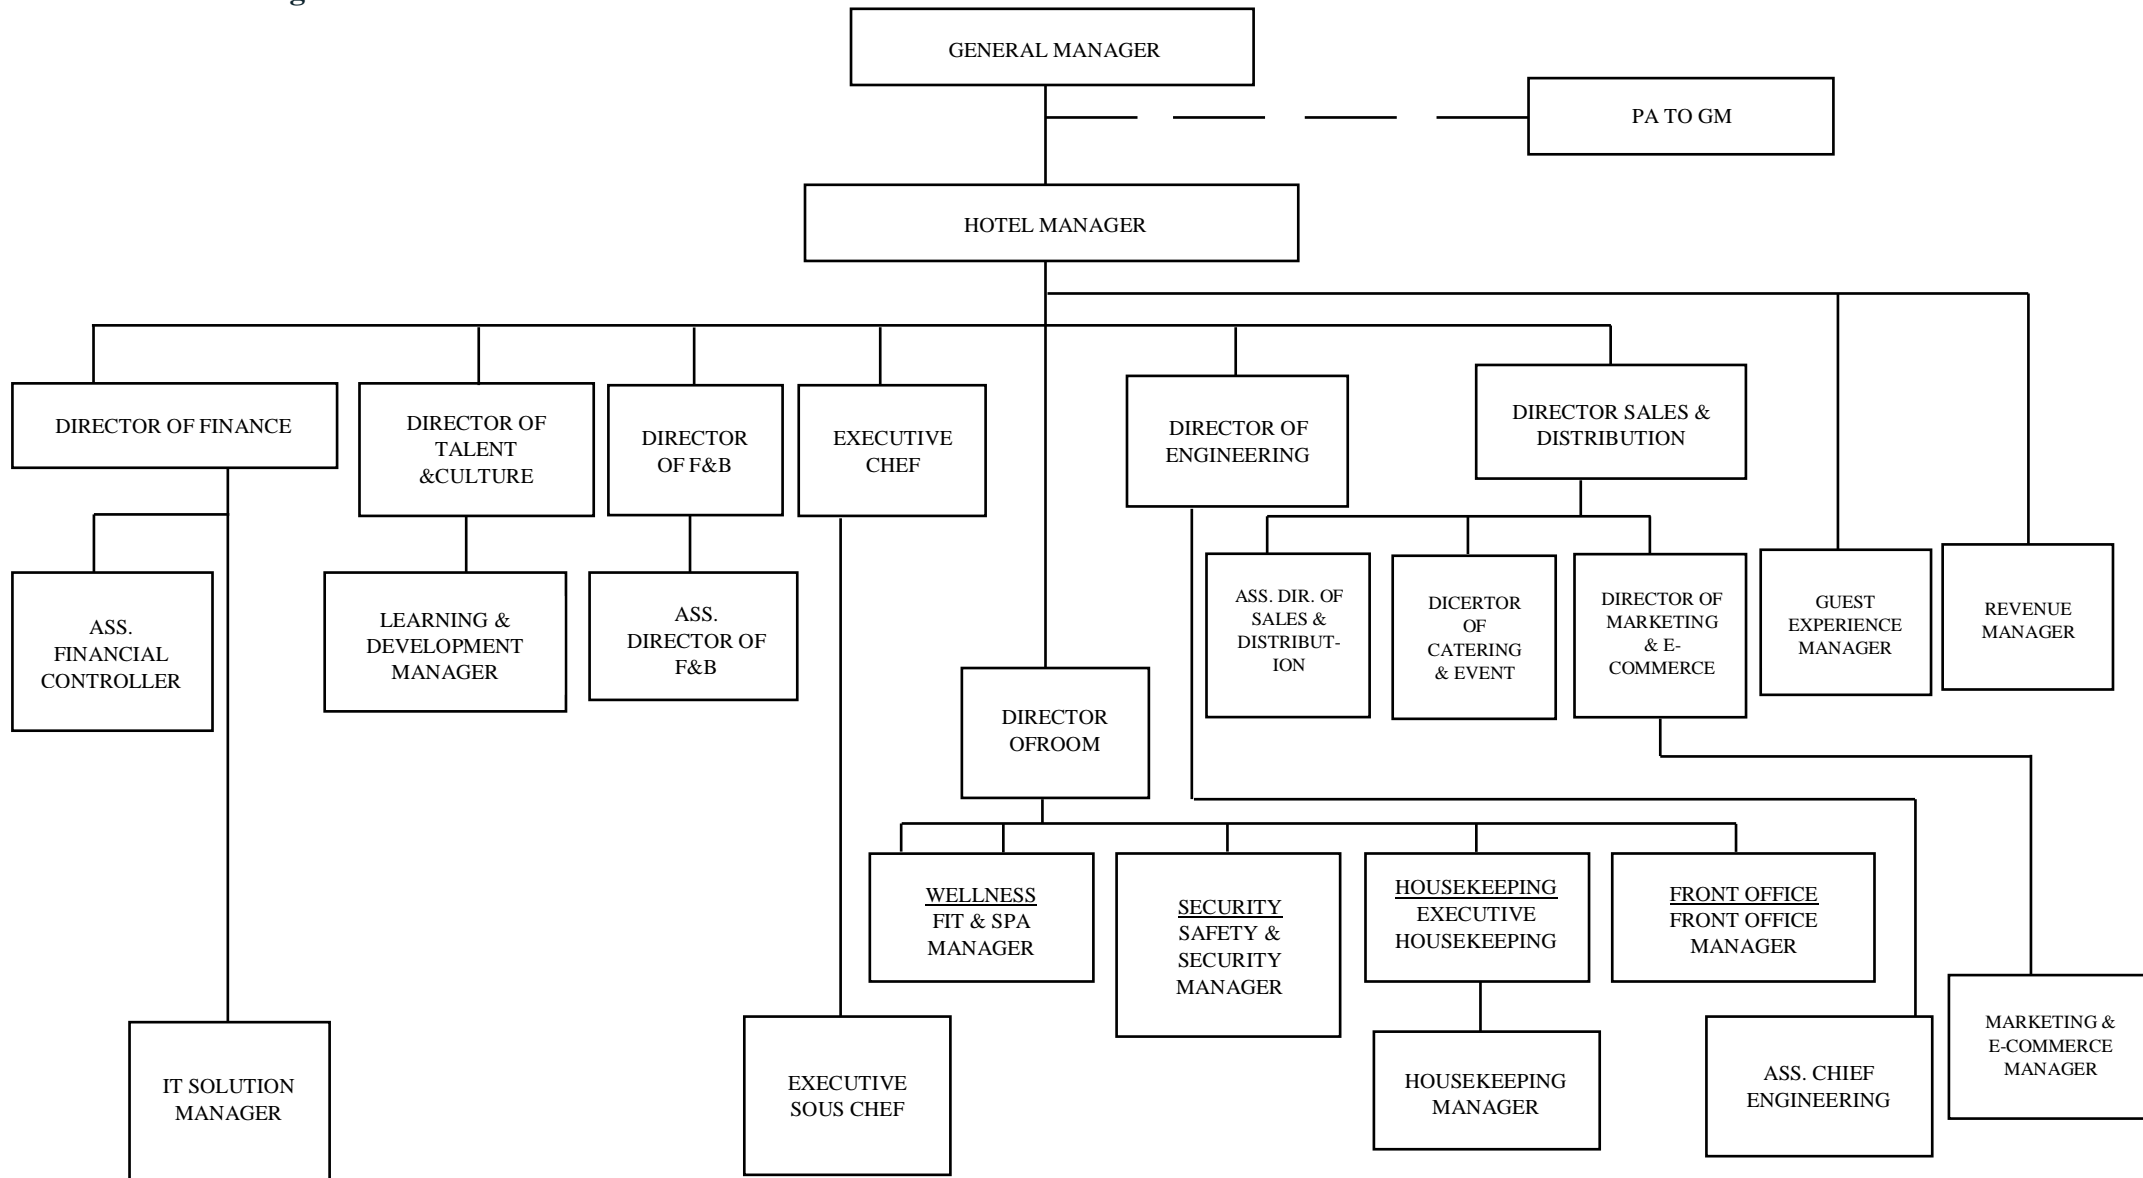 GENERAL MANAGER
PA TO GM
HOTEL MANAGER
DIRECTOR OF FINANCE
DIRECTOR OF
TALENT
&CULTURE
DIRECTOR
OF F&B
EXECUTIVE
CHEF
DIRECTOR OF
ENGINEERING
DIRECTOR SALES &
DISTRIBUTION
ASS.
FINANCIAL
CONTROLLER
LEARNING &
DEVELOPMENT
MANAGER
ASS.
DIRECTOR OF
F&B
DIRECTOR
OFROOM
ASS. DIR. OF
SALES &
DISTRIBUT-
ION
DICERTOR
OF
CATERING
& EVENT
DIRECTOR OF
MARKETING
& E-
COMMERCE
GUEST
EXPERIENCE
MANAGER
REVENUE
MANAGER
WELLNESS
FIT & SPA
MANAGER
SECURITY
SAFETY &
SECURITY
MANAGER
HOUSEKEEPING
EXECUTIVE
HOUSEKEEPING
FRONT OFFICE
FRONT OFFICE
MANAGER
IT SOLUTION
MANAGER
EXECUTIVE
SOUS CHEF
HOUSEKEEPING
MANAGER
ASS. CHIEF
ENGINEERING
MARKETING &
E-COMMERCE
MANAGER